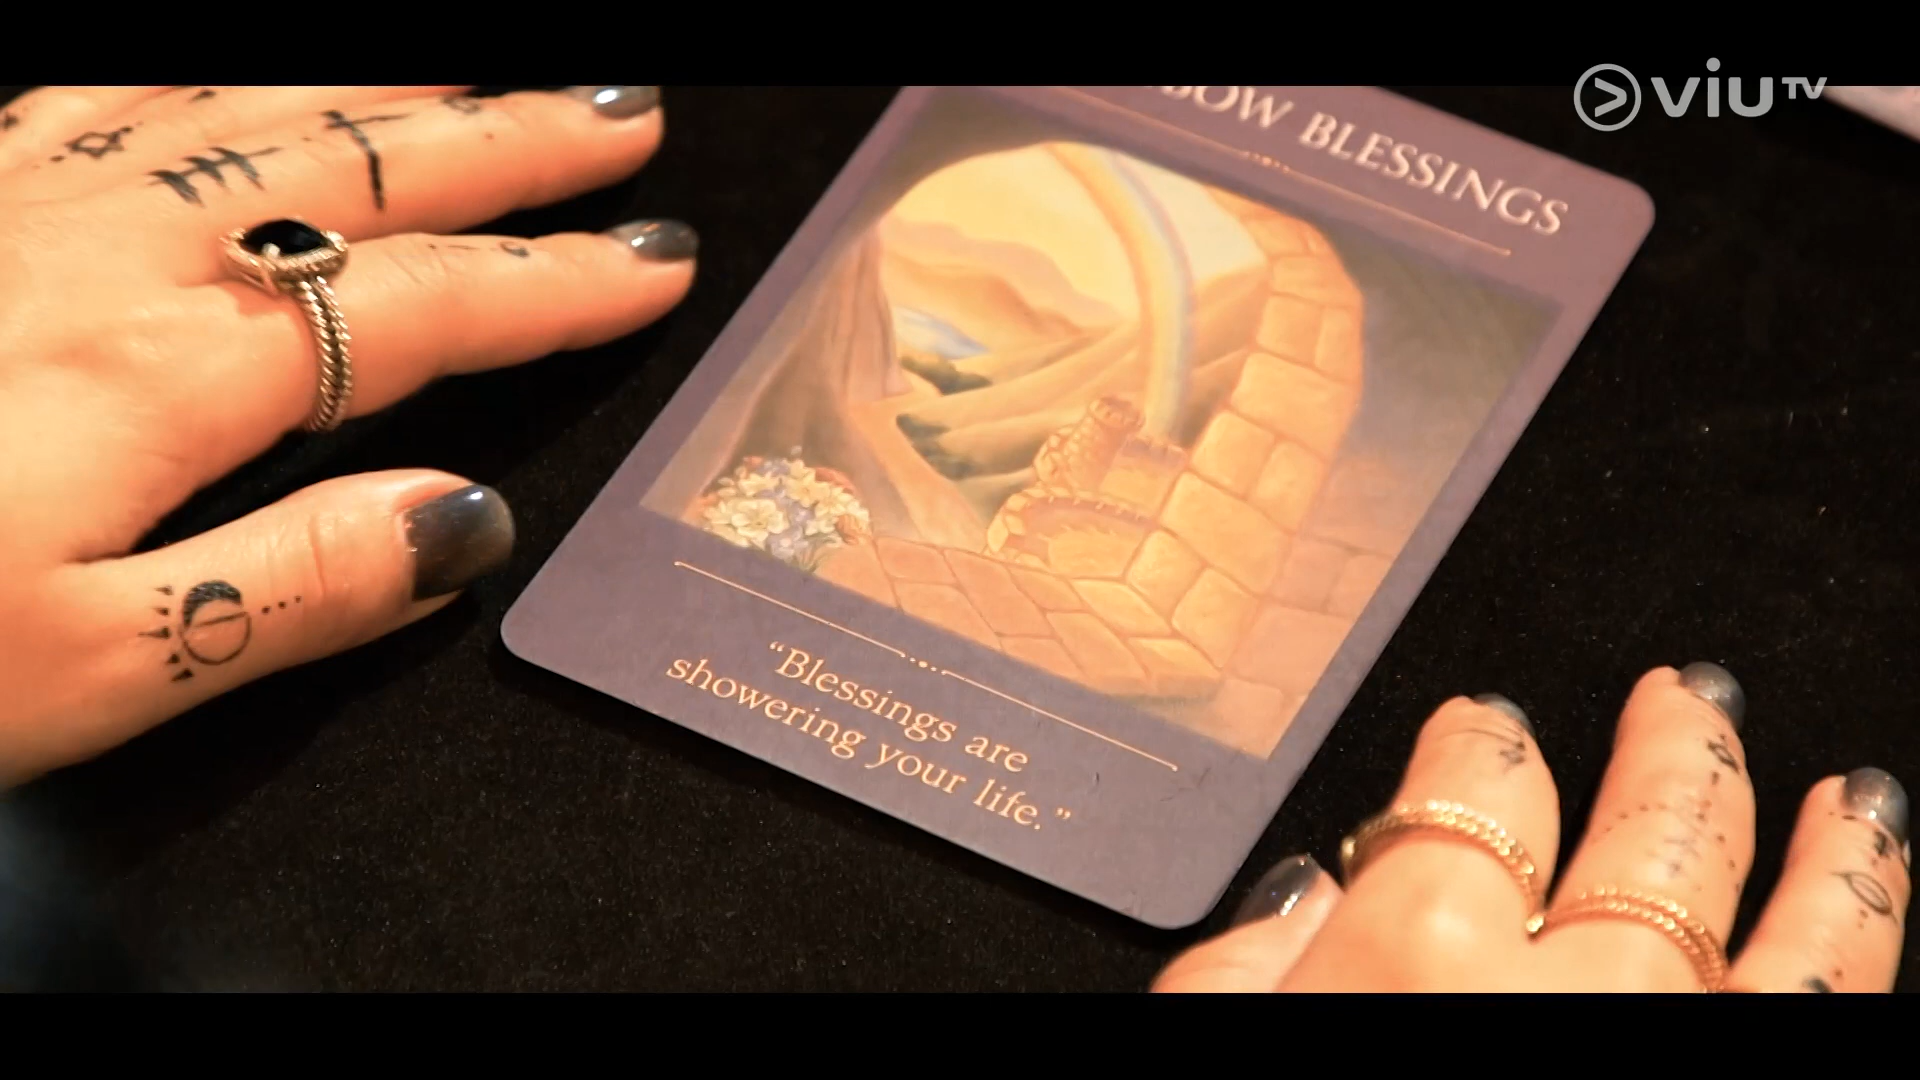 viuTV
BOW BLESSINGS
“Blessings are
showering your life.”